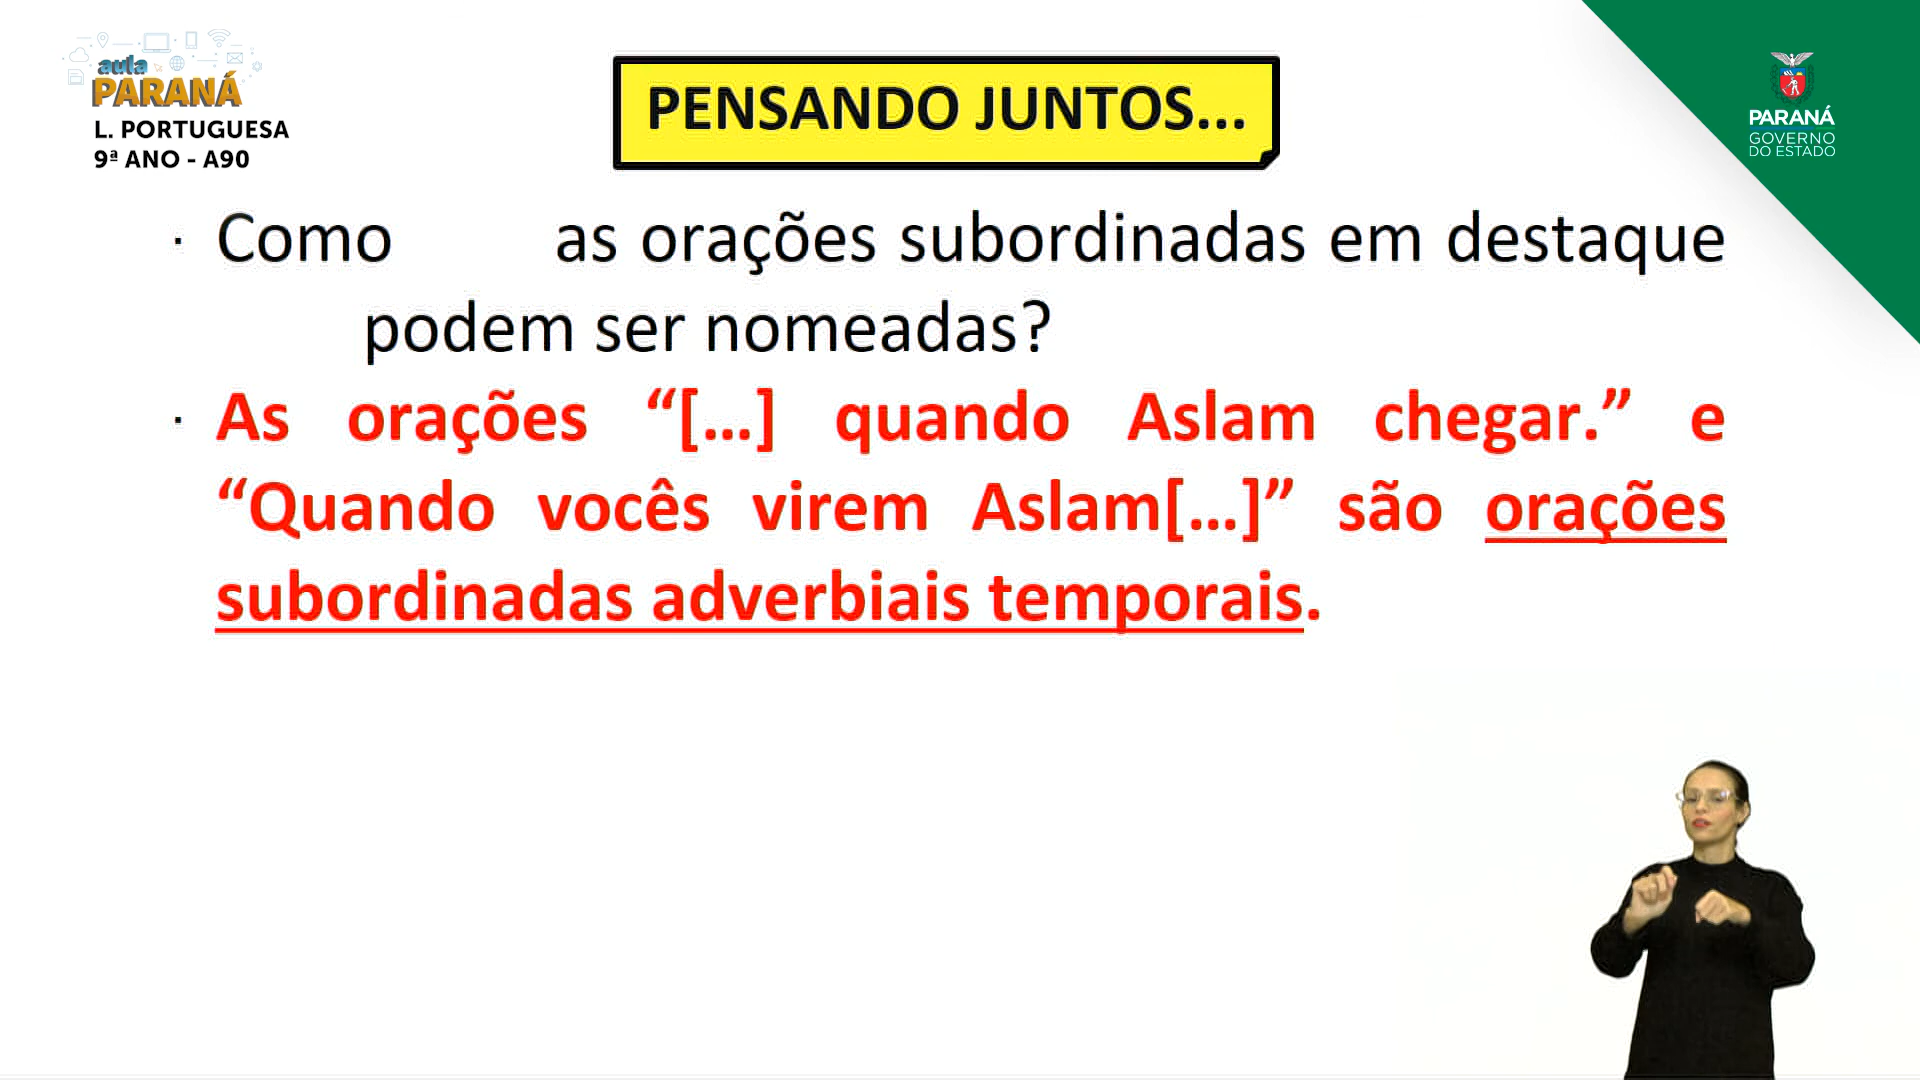 aula
PARANÁ
L. PORTUGUESA
9ª ANO - A90
PENSANDO JUNTOS...
PARANÁ
GOVERNO
DO ESTADO
· Como as orações subordinadas em destaque
podem ser nomeadas?
· As orações “[...] quando Aslam chegar.” e
“Quando vocês virem Aslam[...]” são orações
subordinadas adverbiais temporais.